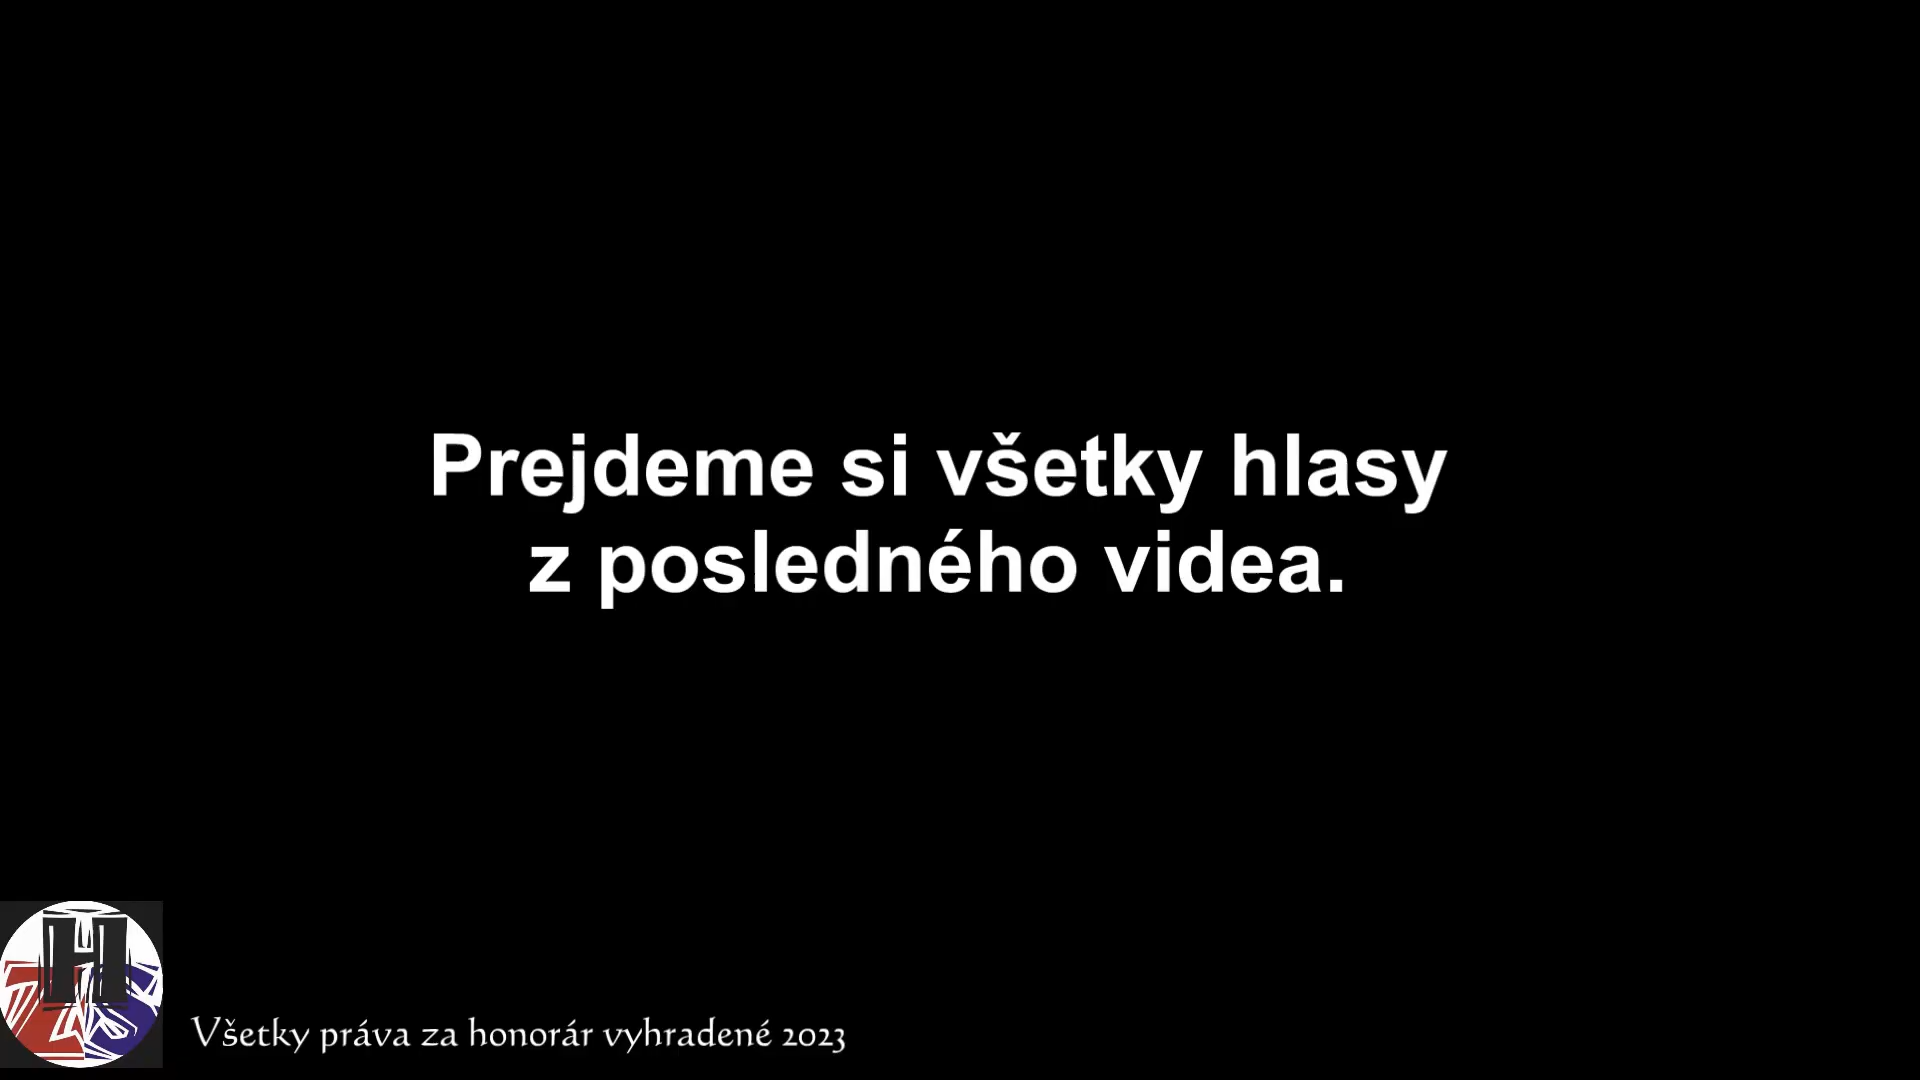 Prejdeme si všetky hlasy
z posledného videa.
H
Všetky práva za honorár vyhradené 2023